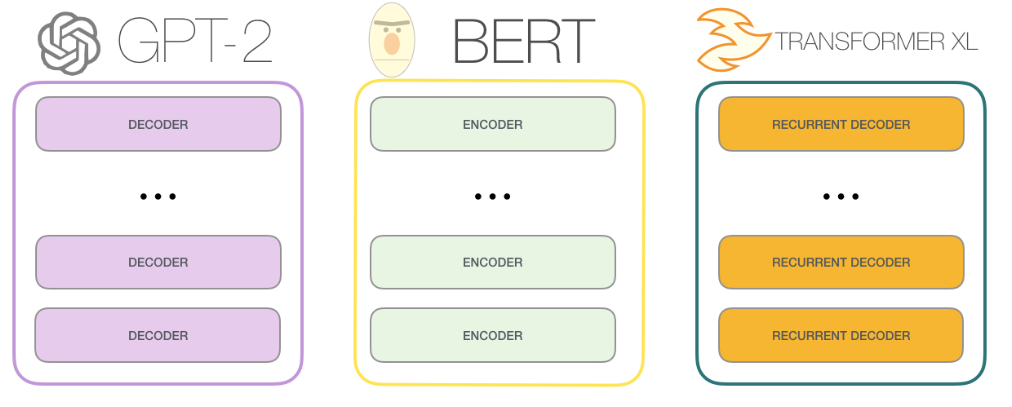 GPT-2
DECODER
...
DECODER
DECODER
BERT
ENCODER
...
ENCODER
ENCODER
TRANSFORMER XL
RECURRENT DECODER
...
RECURRENT DECODER
RECURRENT DECODER